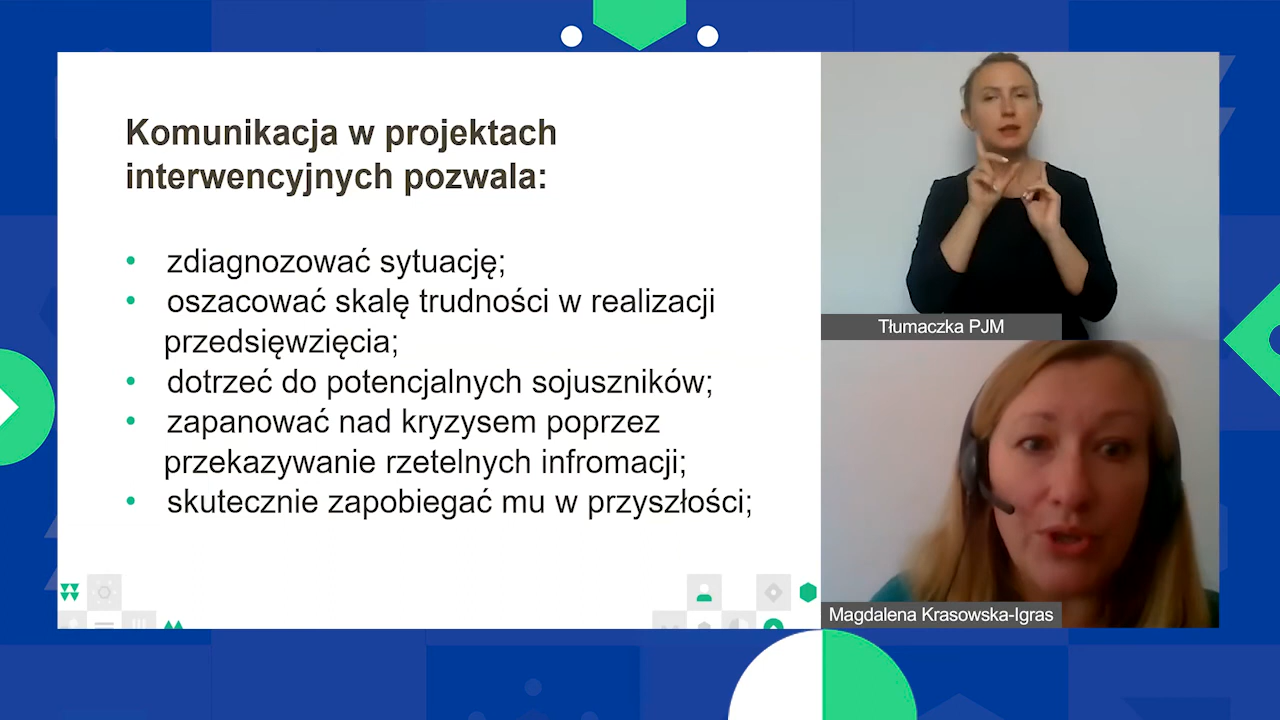 Komunikacja w projektach
interwencyjnych pozwala:
• zdiagnozować sytuację;
• oszacować skalę trudności w realizacji
przedsięwzięcia;
• dotrzeć do potencjalnych sojuszników;
• zapanować nad kryzysem poprzez
przekazywanie rzetelnych infromacji;
• skutecznie zapobiegać mu w przyszłości;
Tłumaczka PJM
Magdalena Krasowska-Igras